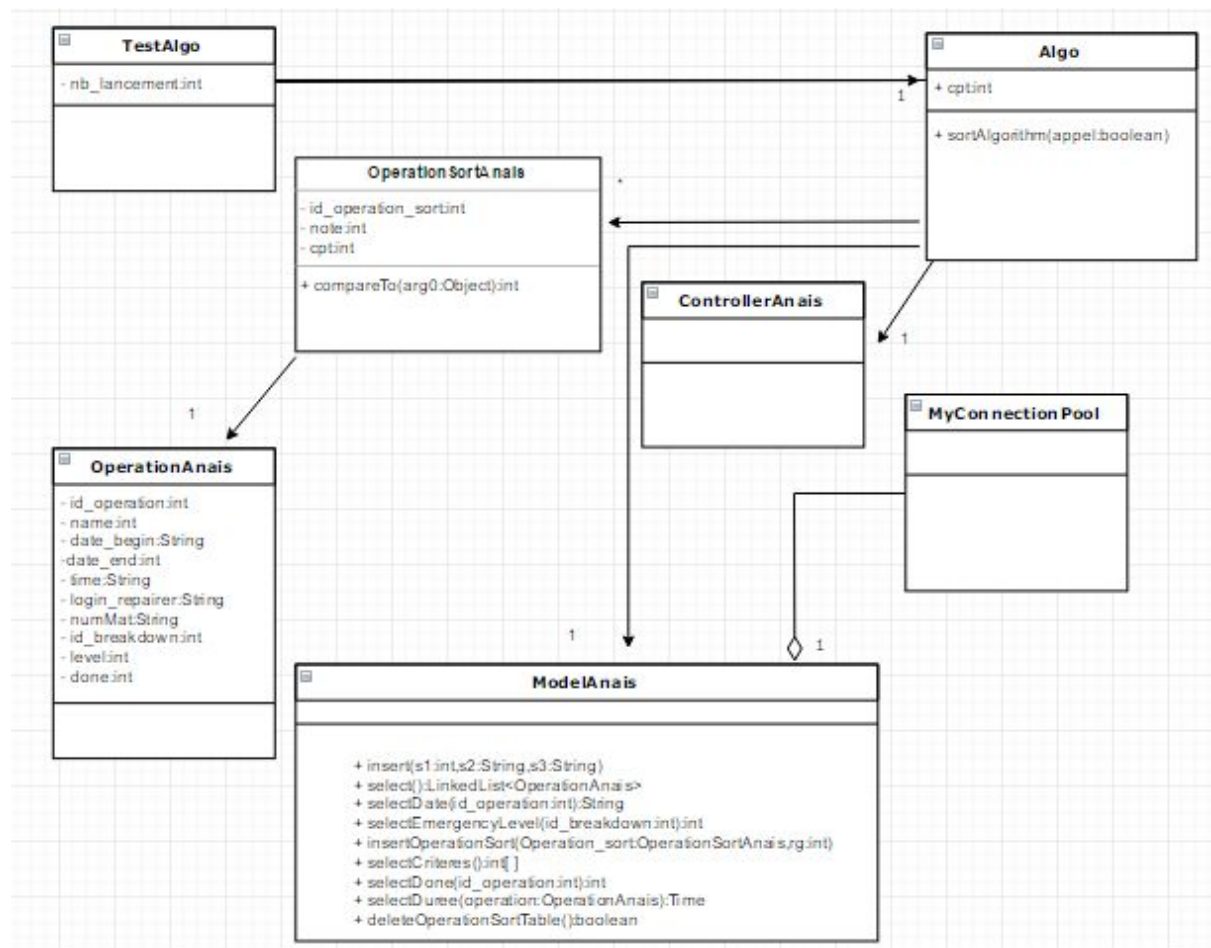 TestAlgo
- nb_lancement:int
Algo
+ cpt:int
+ sortAlgorithm(appel:boolean)
1
OperationSortAnais
- id_operation_sort:int
- note:int
- cpt:int
+ compareTo(arg0:Object):int
*
ControllerAnais
1
MyConnectionPool
1
OperationAnais
- id_operation:int
- name:int
- date_begin:String
-date_end:int
- time:String
- login_repairer:String
- numMat:String
- id_breakdown:int
- level:int
- done:int
1
1
ModelAnais
+ insert(s1:int,s2:String,s3:String)
+ select():LinkedList<OperationAnais>
+ selectDate(id_operation:int):String
+ selectEmergencyLevel(id_breakdown:int):int
+ insertOperationSort(Operation_sort:OperationSortAnais,rg:int)
+ selectCriteres():int[ ]
+ selectDone(id_operation:int):int
+ selectDuree(operation:OperationAnais):Time
+ deleteOperationSortTable():boolean